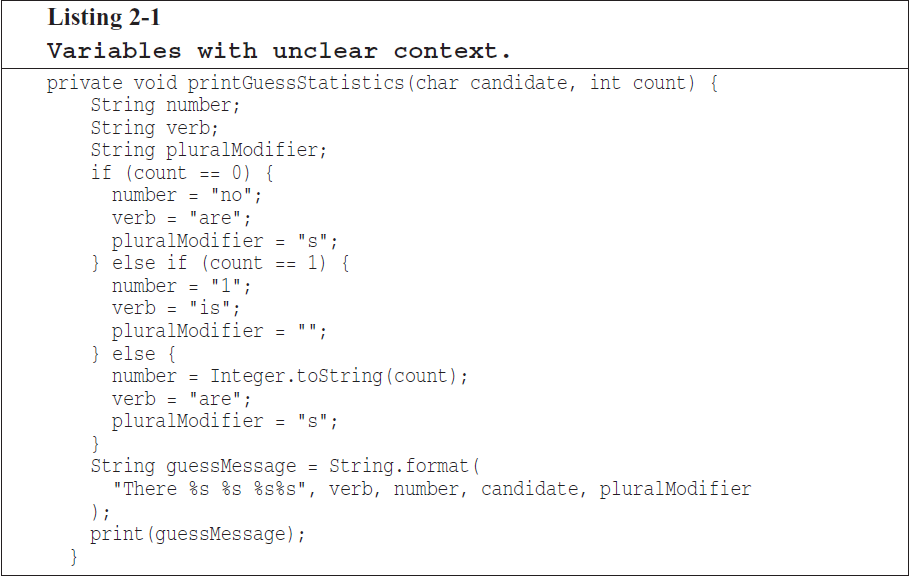 Listing 2-1
Variables with unclear context.
private void printGuessStatistics(char candidate, int count) {
    String number;
    String verb;
    String pluralModifier;
    if (count == 0) {
      number = "no";
      verb = "are";
      pluralModifier = "s";
    } else if (count == 1) {
      number = "1";
      verb = "is";
      pluralModifier = "";
    } else {
      number = Integer.toString(count);
      verb = "are";
      pluralModifier = "s";
    }
    String guessMessage = String.format(
      "There %s %s %s%s", verb, number, candidate, pluralModifier
    );
    print(guessMessage);
  }